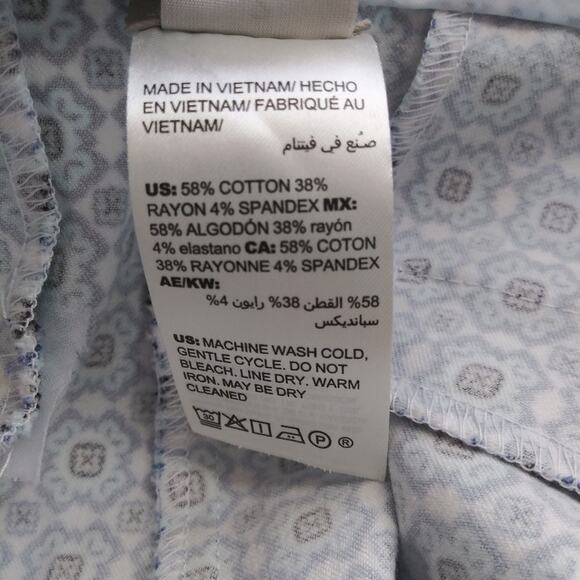 MADE IN VIETNAM/ HECHO
EN VIETNAM/ FABRIQUÉ AU
VIETNAM/
صُنع في فيتنام
US: 58% COTTON 38%
RAYON 4% SPANDEX MX:
58% ALGODÓN 38% rayón
4% elastano CA: 58% COTON
38% RAYONNE 4% SPANDEX
AE/KW:
58% القطن 38% رايون 4%
سبانديكس
US: MACHINE WASH COLD,
GENTLE CYCLE. DO NOT
BLEACH. LINE DRY. WARM
IRON. MAY BE DRY
CLEANED
30 P ®